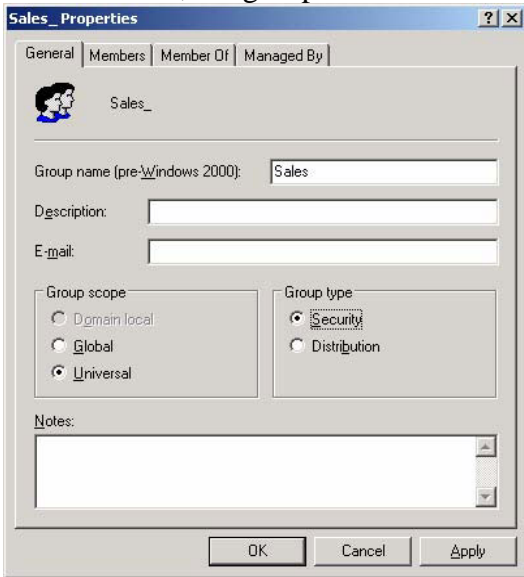 Sales_ Properties
General Members Member Of Managed By
Sales_
Group name (pre-Windows 2000): Sales
Description:
E-mail:
Group scope Group type
Domain local Security
Global Distribution
Universal
Notes:
OK Cancel Apply